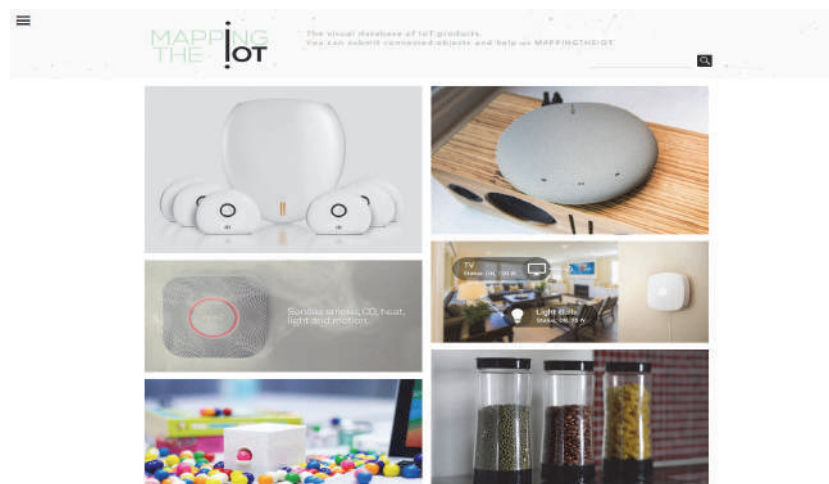 MAPPING
THE IOT
The visual database of IoT products.
You can submit connected objects and help us MAPPINGTHEIOT
Senses smoke, CO, heat,
light and motion.
TV
Light Bulb